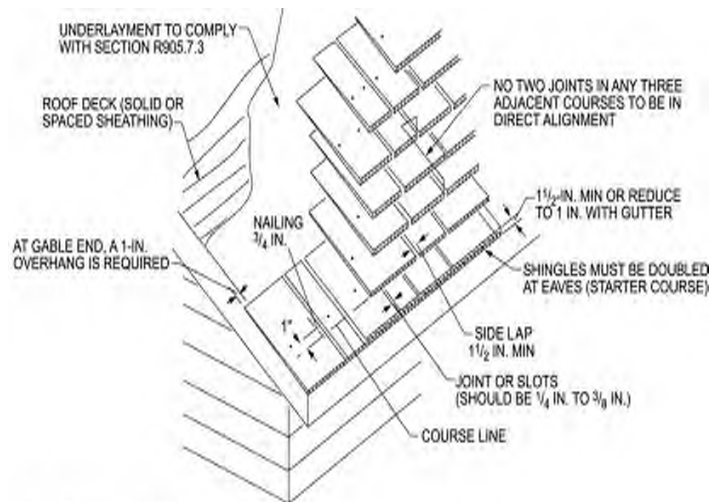 UNDERLAYMENT TO COMPLY
WITH SECTION R905.7.3
ROOF DECK (SOLID OR
SPACED SHEATHING)
NO TWO JOINTS IN ANY THREE
ADJACENT COURSES TO BE IN
DIRECT ALIGNMENT
NAILING
3/4 IN.
1 1/2-IN. MIN OR REDUCE
TO 1 IN. WITH GUTTER
AT GABLE END, A 1-IN.
OVERHANG IS REQUIRED
SHINGLES MUST BE DOUBLED
AT EAVES (STARTER COURSE)
1"
SIDE LAP
1 1/2 IN. MIN
JOINT OR SLOTS
(SHOULD BE 1/4 IN. TO 3/8 IN.)
COURSE LINE